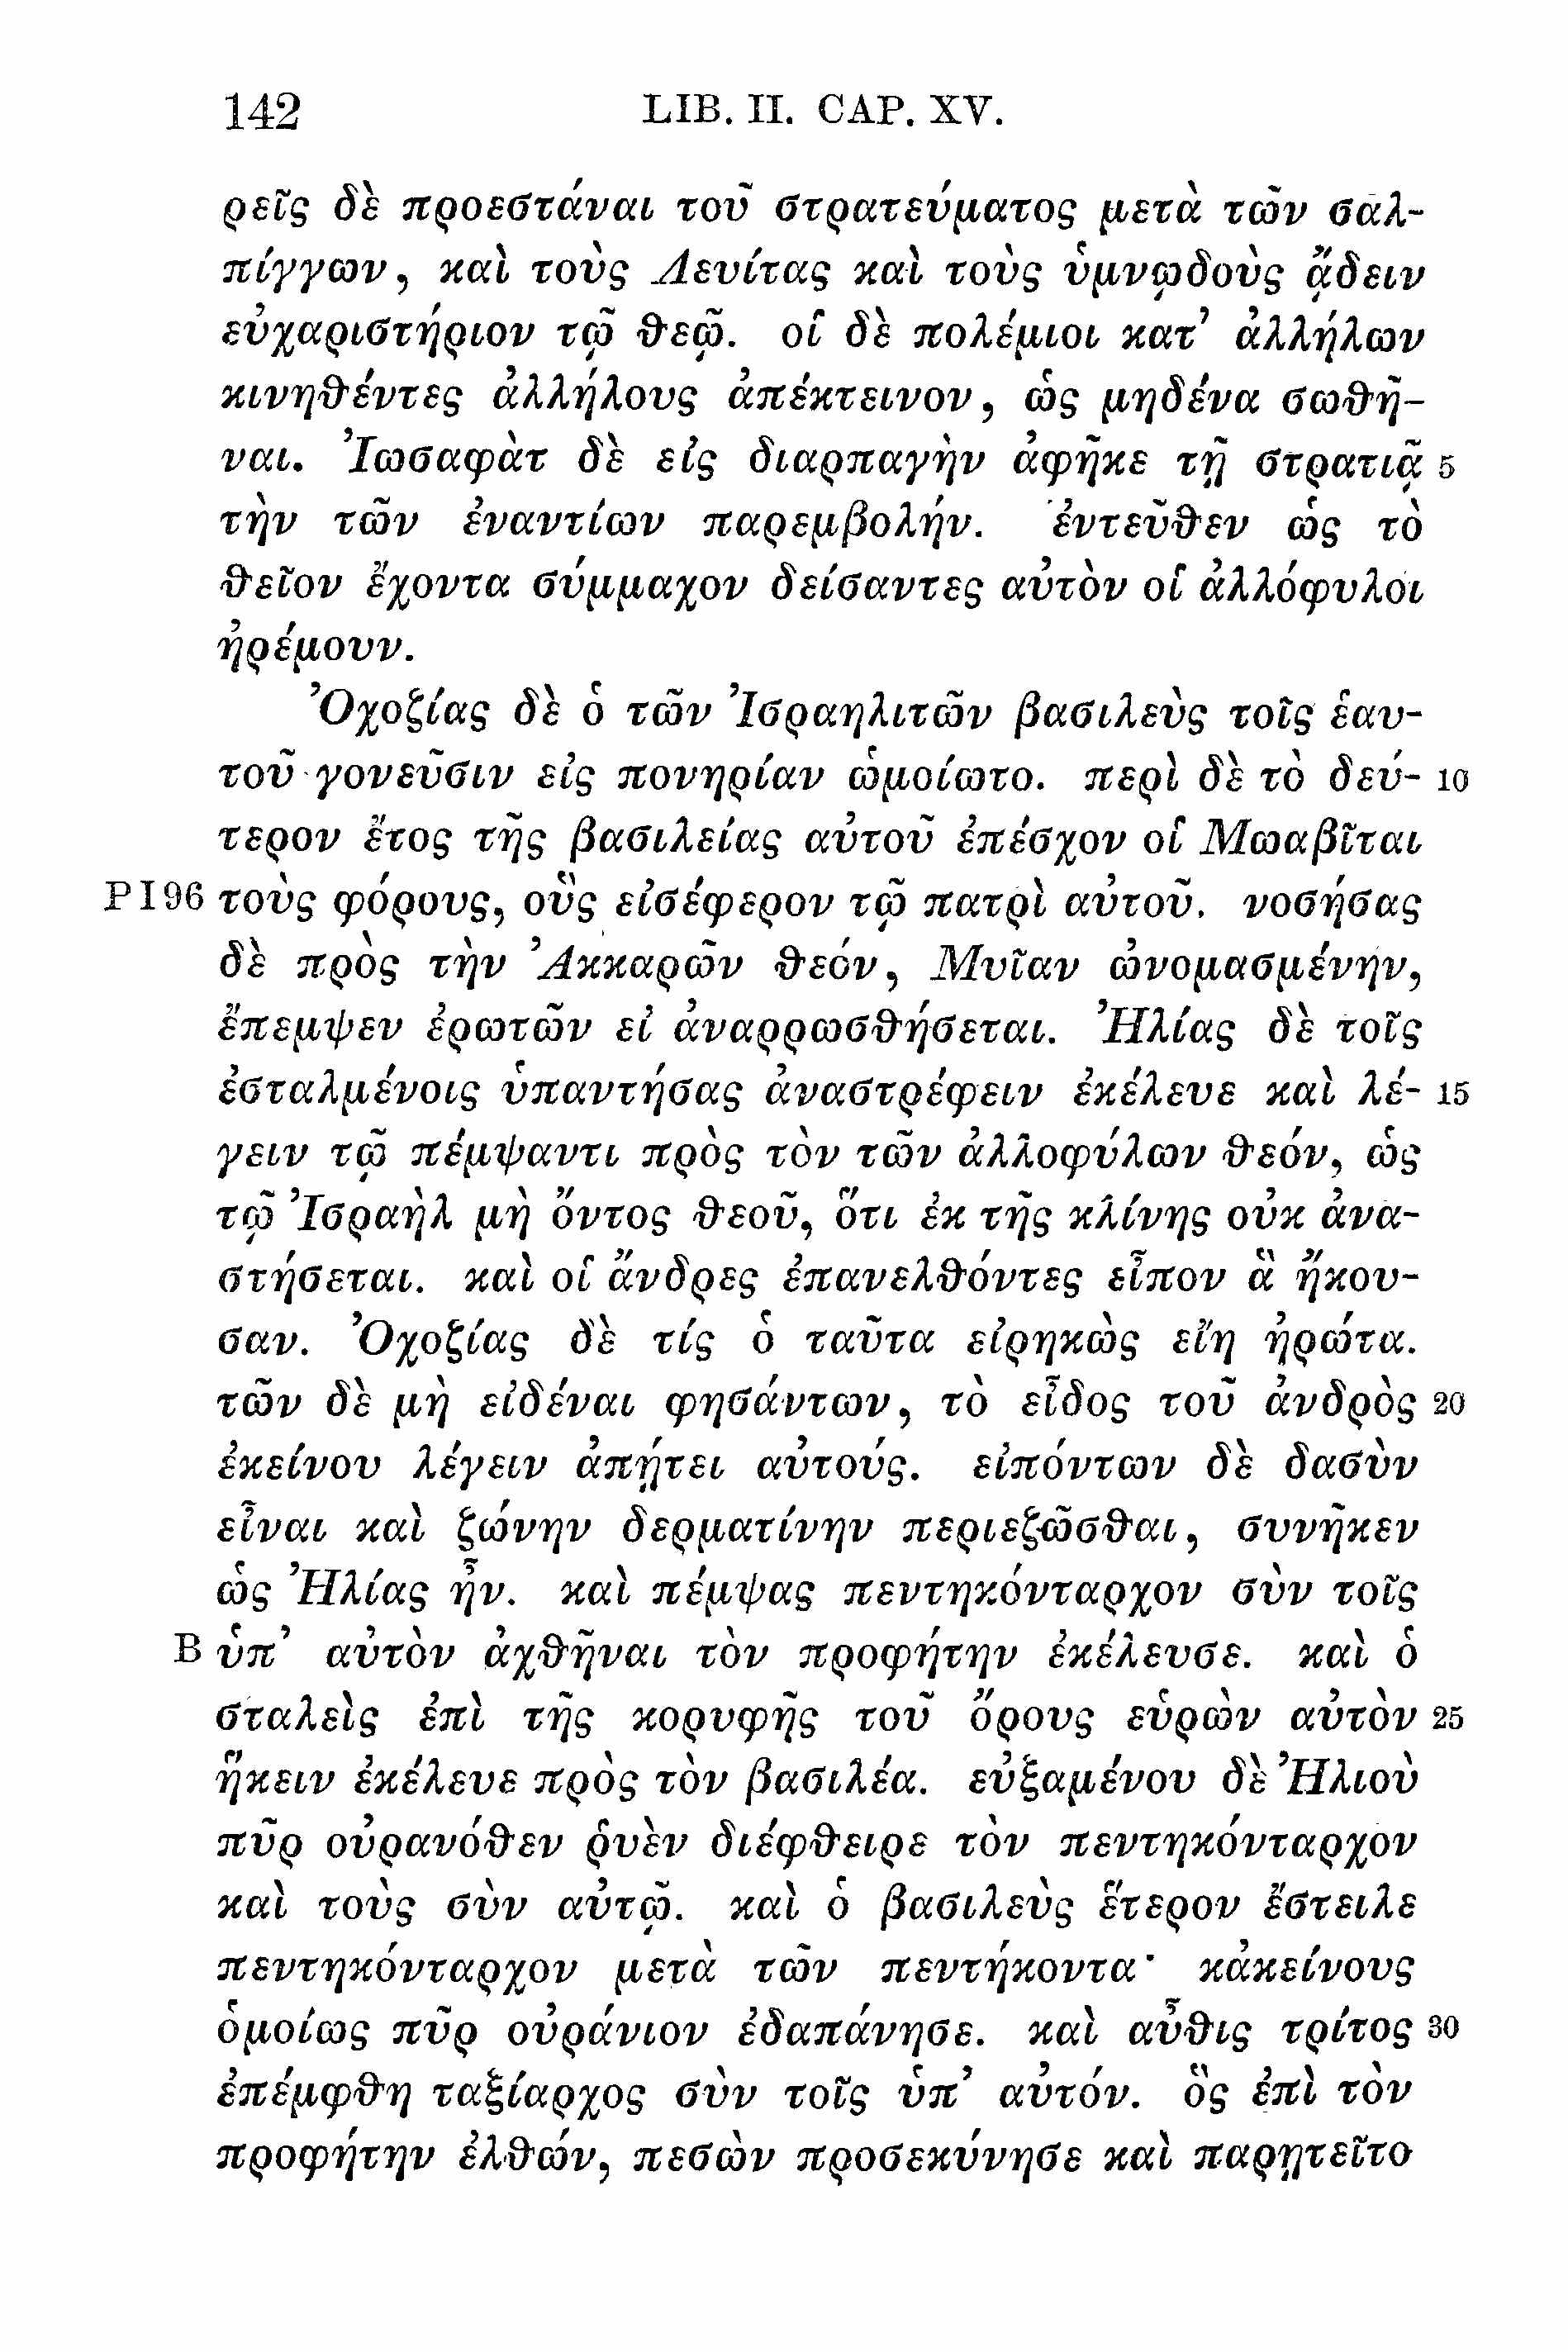 142 LIB. II. CAP. XV.
ρεῖς δὲ προεστάναι τοῦ στρατεύματος μετὰ τῶν σαλ-
πίγγων, καὶ τοὺς Λευίτας καὶ τοὺς ὑμνῳδοὺς ᾄδειν
εὐχαριστήριον τῷ θεῷ. οἱ δὲ πολέμιοι κατ’ ἀλλήλων
κινηθέντες ἀλλήλους ἀπέκτεινον, ὡς μηδένα σωθῆ-
ναι. Ἰωσαφὰτ δὲ εἰς διαρπαγὴν ἀφῆκε τῇ στρατιᾷ 5
τὴν τῶν ἐναντίων παρεμβολήν. ἐντεῦθεν ὡς τὸ
θεῖον ἔχοντα σύμμαχον δείσαντες αὐτὸν οἱ ἀλλόφυλοι
ἠρέμουν.
Ὀχοζίας δὲ ὁ τῶν Ἰσραηλιτῶν βασιλεὺς τοῖς ἑαυ-
τοῦ γονεῦσιν εἰς πονηρίαν ὡμοίωτο. περὶ δὲ τὸ δεύ- 10
τερον ἔτος τῆς βασιλείας αὐτοῦ ἐπέσχον οἱ Μωαβῖται
P I 96 τοὺς φόρους, οὓς εἰσέφερον τῷ πατρὶ αὐτοῦ. νοσήσας
δὲ πρὸς τὴν Ἀκκαρῶν θεόν, Μυῖαν ὠνομασμένην,
ἔπεμψεν ἐρωτῶν εἰ ἀναρρωσθήσεται. Ἠλίας δὲ τοῖς
ἐσταλμένοις ὑπαντήσας ἀναστρέφειν ἐκέλευε καὶ λέ- 15
γειν τῷ πέμψαντι πρὸς τὸν τῶν ἀλλοφύλων θεόν, ὡς
τῷ Ἰσραὴλ μὴ ὄντος θεοῦ, ὅτι ἐκ τῆς κλίνης οὐκ ἀνα-
στήσεται. καὶ οἱ ἄνδρες ἐπανελθόντες εἶπον ἃ ἤκου-
σαν. Ὀχοζίας δὲ τίς ὁ ταῦτα εἰρηκὼς εἴη ἠρώτα.
τῶν δὲ μὴ εἰδέναι φησάντων, τὸ εἶδος τοῦ ἀνδρὸς 20
ἐκείνου λέγειν ἀπῄτει αὐτούς. εἰπόντων δὲ δασὺν
εἶναι καὶ ζώνην δερματίνην περιεζῶσθαι, συνῆκεν
ὡς Ἠλίας ἦν. καὶ πέμψας πεντηκόνταρχον σὺν τοῖς
B ὑπ’ αὐτὸν ἀχθῆναι τὸν προφήτην ἐκέλευσε. καὶ ὁ
σταλεὶς ἐπὶ τῆς κορυφῆς τοῦ ὄρους εὑρὼν αὐτὸν 25
ἥκειν ἐκέλευε πρὸς τὸν βασιλέα. εὐξαμένου δὲ Ἠλιοὺ
πῦρ οὐρανόθεν ῥυὲν διέφθειρε τὸν πεντηκόνταρχον
καὶ τοὺς σὺν αὐτῷ. καὶ ὁ βασιλεὺς ἕτερον ἔστειλε
πεντηκόνταρχον μετὰ τῶν πεντήκοντα· κἀκείνους
ὁμοίως πῦρ οὐράνιον ἐδαπάνησε. καὶ αὖθις τρίτος 30
ἐπέμφθη ταξίαρχος σὺν τοῖς ὑπ’ αὐτόν. ὃς ἐπὶ τὸν
προφήτην ἐλθών, πεσὼν προσεκύνησε καὶ παρῃτεῖτο